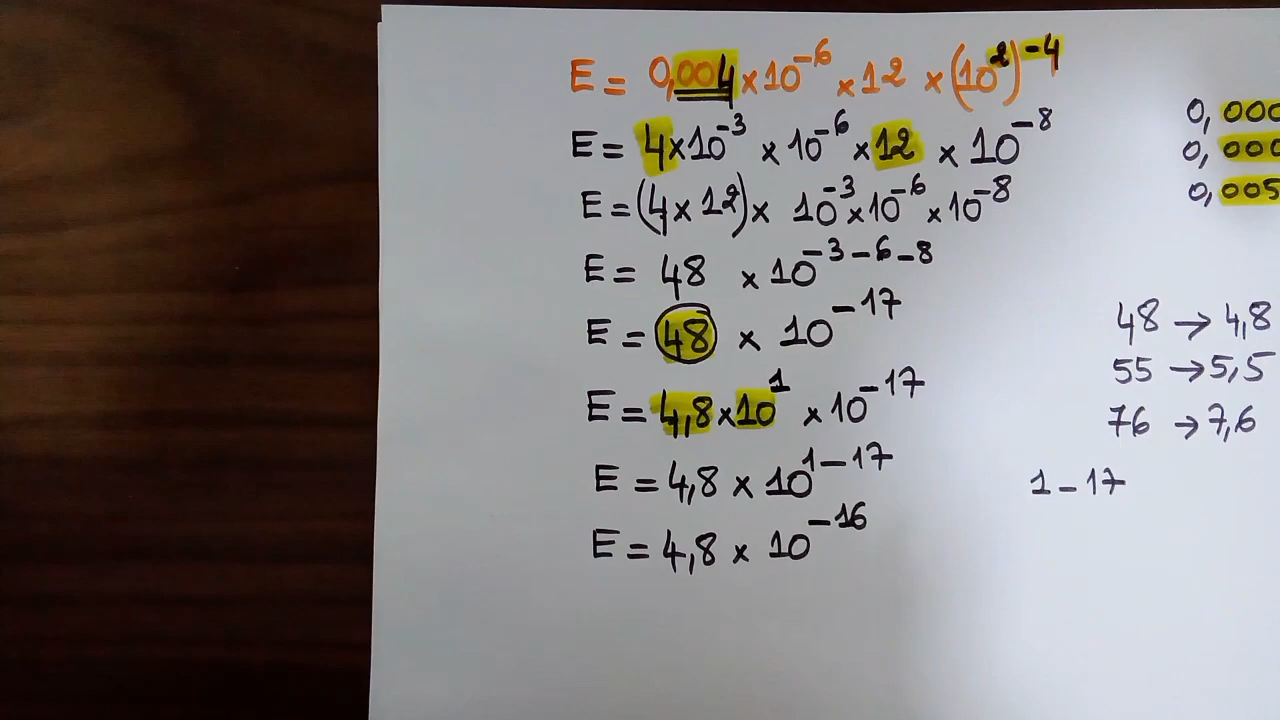 E = 0,004 × 10⁻⁶ × 12 × (10²)⁻⁴
E = 4 × 10⁻³ × 10⁻⁶ × 12 × 10⁻⁸
E = (4 × 12) × 10⁻³ × 10⁻⁶ × 10⁻⁸
E = 48 × 10⁻³⁻⁶⁻⁸
E = 48 × 10⁻¹⁷
E = 4,8 × 10¹ × 10⁻¹⁷
E = 4,8 × 10¹⁻¹⁷
E = 4,8 × 10⁻¹⁶
0,000
0,000
0,005
48 → 4,8
55 → 5,5
76 → 7,6
1 - 17